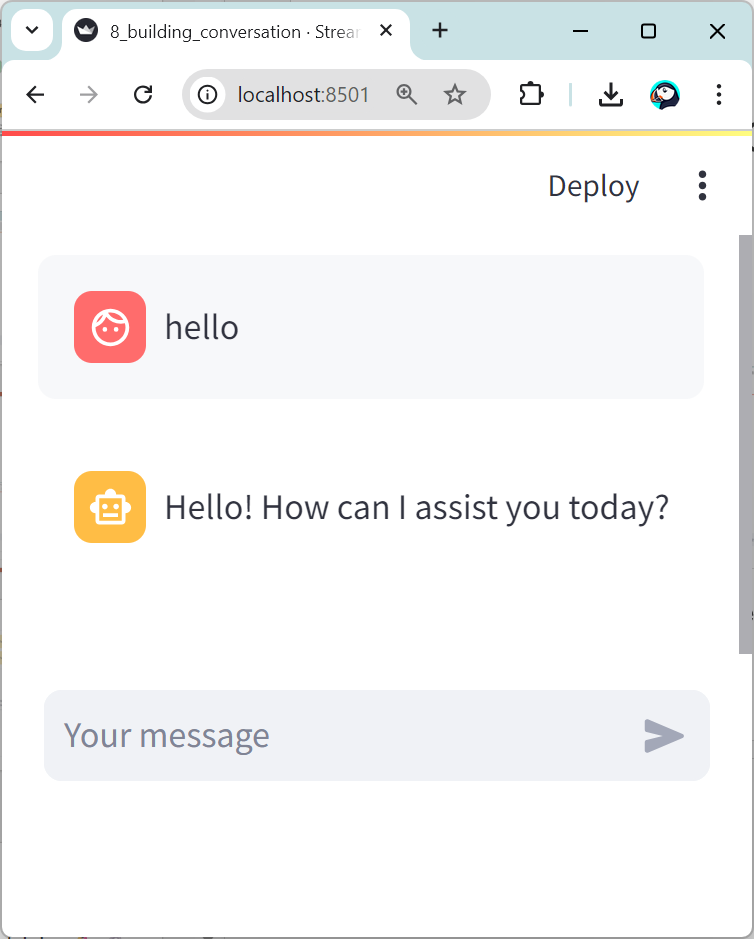 8_building_conversation · Strea
localhost:8501
Deploy
hello
Hello! How can I assist you today?
Your message